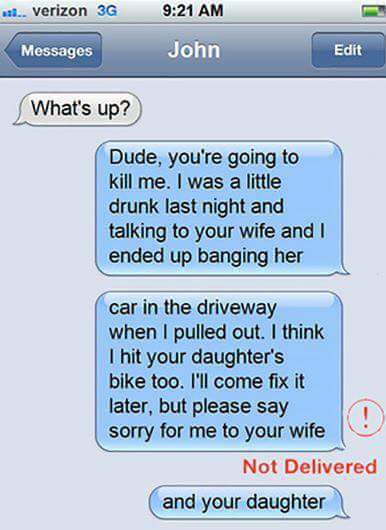 verizon 3G 9:21 AM
Messages John Edit
What's up?
Dude, you're going to
kill me. I was a little
drunk last night and
talking to your wife and I
ended up banging her
car in the driveway
when I pulled out. I think
I hit your daughter's
bike too. I'll come fix it
later, but please say
sorry for me to your wife
!
Not Delivered
and your daughter